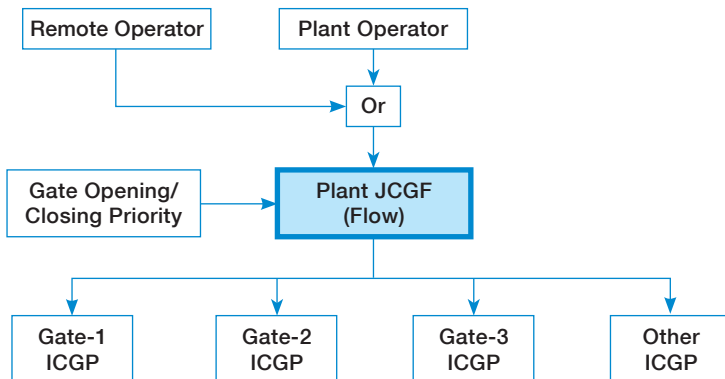 Remote Operator
Plant Operator
Or
Gate Opening/
Closing Priority
Plant JCGF
(Flow)
Gate-1
ICGP
Gate-2
ICGP
Gate-3
ICGP
Other
ICGP